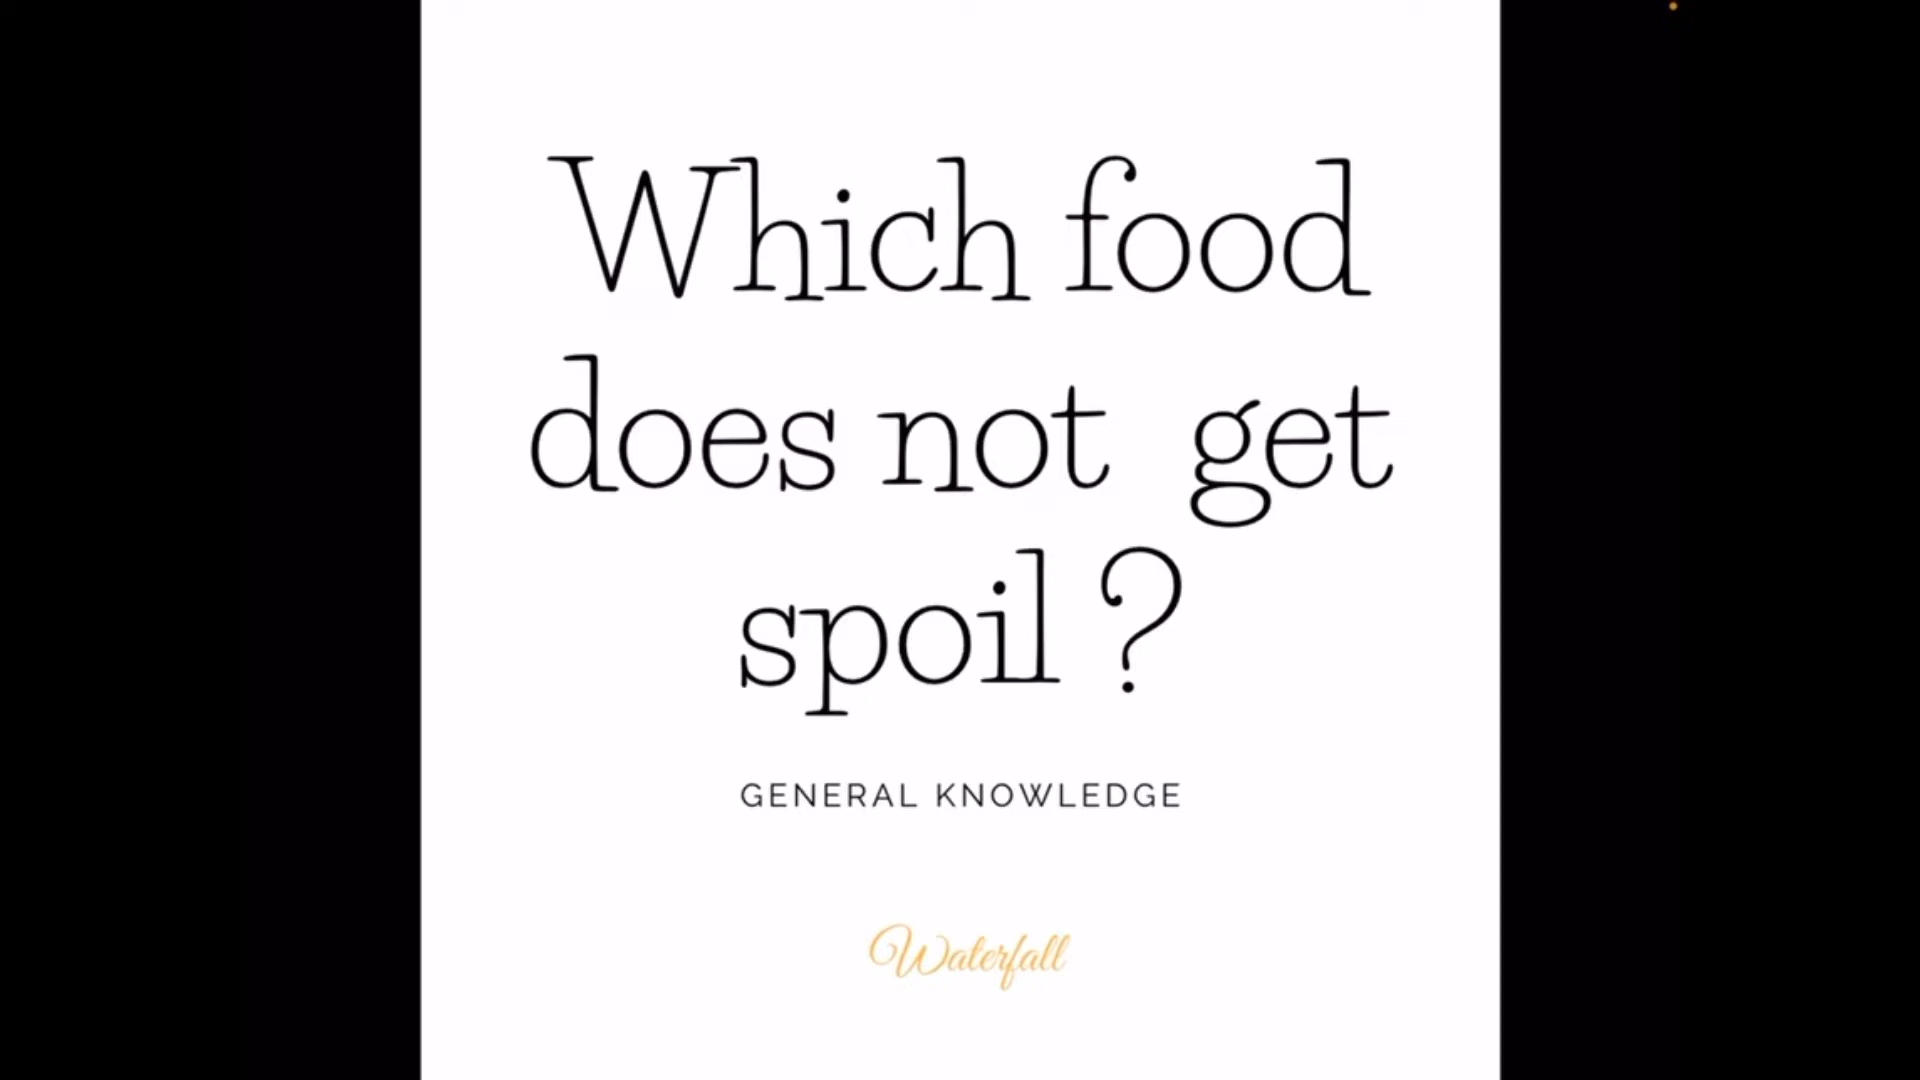 Which food
does not get
spoil ?
GENERAL KNOWLEDGE
Waterfall